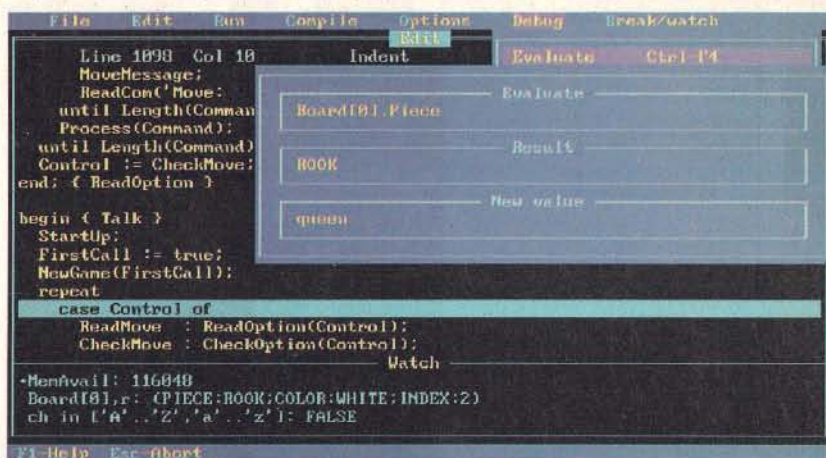 File Edit Run Compile Options Debug Break/watch
Edit
Line 1098 Col 10 Indent
Evaluate Ctrl-F4
MoveMessage;
ReadCom('Move:
until Length(Comman
Process(Command);
until Length(Command)
Control := CheckMove;
end; { ReadOption }
Evaluate
Board[0].Piece
Result
ROOK
New value
queen
begin { Talk }
StartUp;
FirstCall := true;
NewGame(FirstCall);
repeat
case Control of
ReadMove : ReadOption(Control);
CheckMove : CheckOption(Control);
Watch
•MemAvail: 116048
Board[0],r: (PIECE:ROOK;COLOR:WHITE;INDEX:2)
ch in ['A'..'Z','a'..'z']: FALSE
F1-Help Esc-Abort